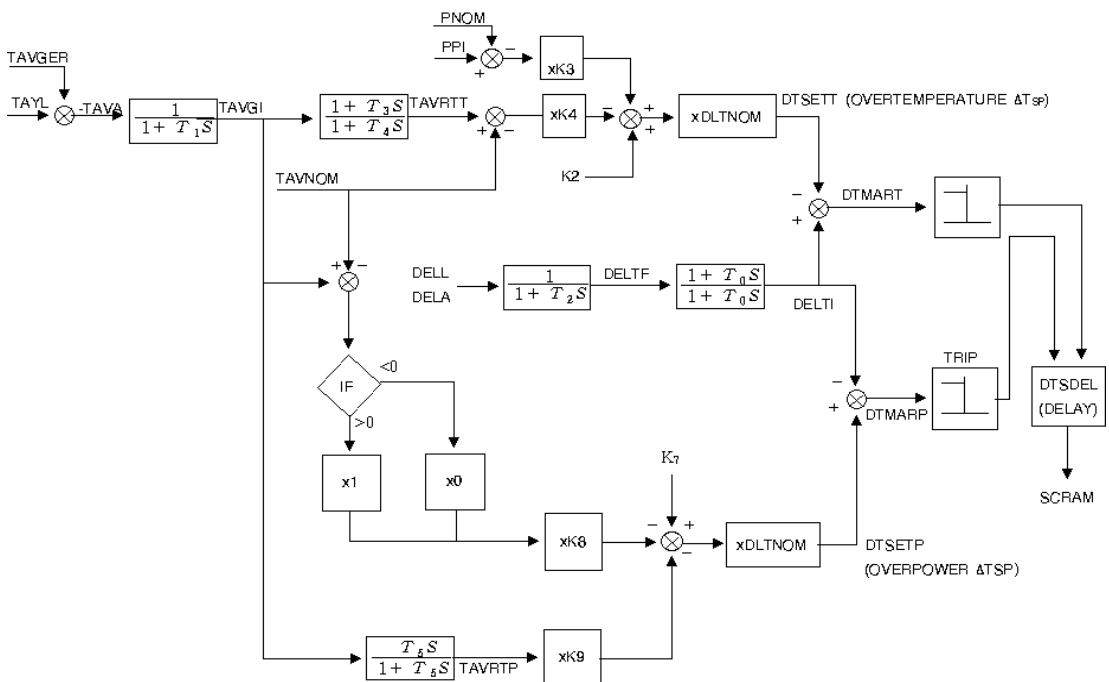 PNOM
PPI
−
+
xK3
TAVGER
TAYL
-TAVA
1
1 + T1S
TAVGI
1 + T3S
1 + T4S
TAVRTT
+
−
xK4
−
+
+
xDLTNOM
DTSETT (OVERTEMPERATURE ΔTSP)
K2
TAVNOM
−
+
DTMART
+
−
DELL
DELA
1
1 + T2S
DELTF
1 + T0S
1 + T0S
DELTI
IF
<0
>0
−
+
DTMARP
TRIP
DTSDEL
(DELAY)
SCRAM
x1
x0
K7
xK8
−
+
−
xDLTNOM
DTSETP
(OVERPOWER ΔTSP)
T5S
1 + T5S
TAVRTP
xK9